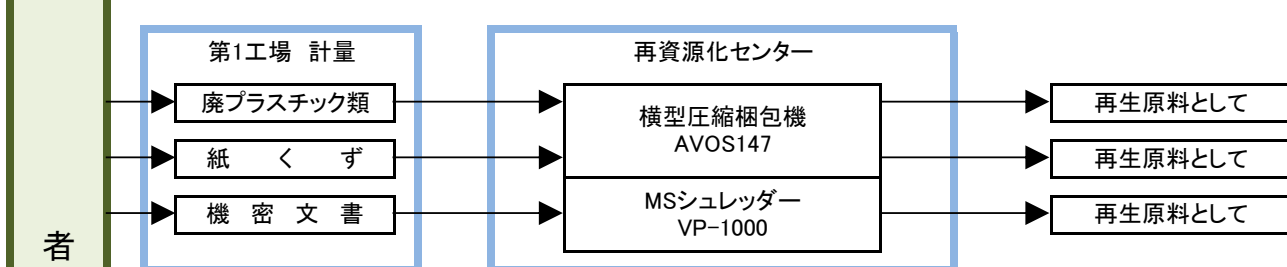 第1工場 計量
再資源化センター
廃プラスチック類
横型圧縮梱包機
AVOS147
再生原料として
紙くず
再生原料として
機密文書
MSシュレッダー
VP-1000
再生原料として
者